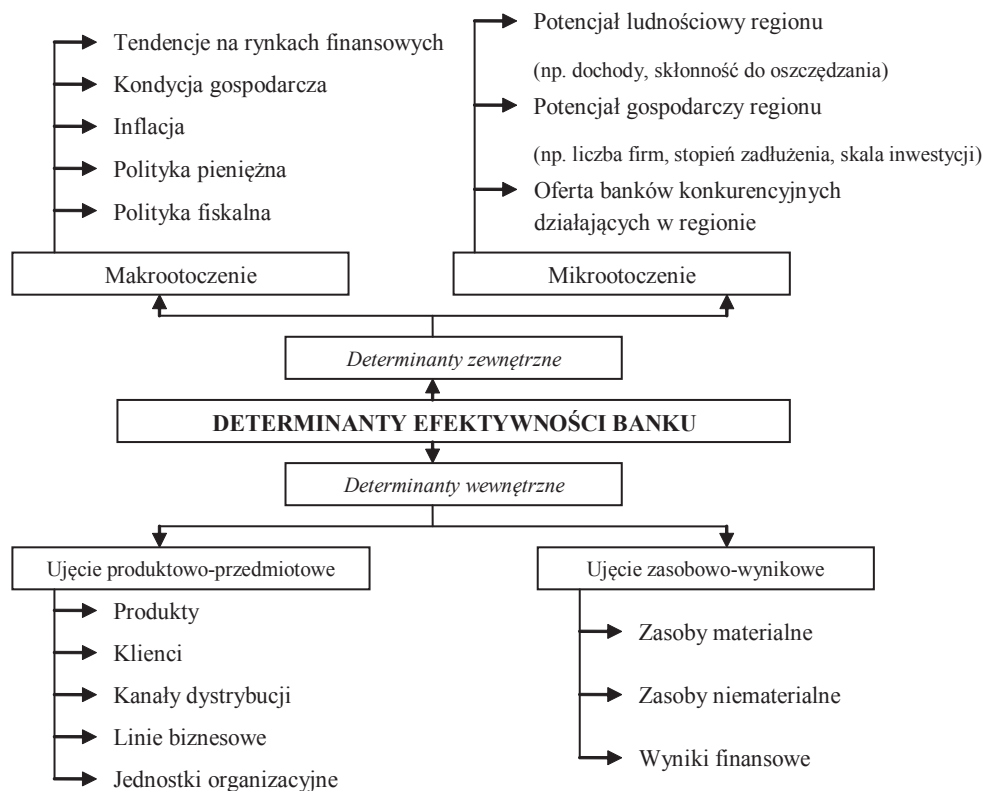 Tendencje na rynkach finansowych
Kondycja gospodarcza
Inflacja
Polityka pieniężna
Polityka fiskalna
Makrootoczenie
Potencjał ludnościowy regionu
(np. dochody, skłonność do oszczędzania)
Potencjał gospodarczy regionu
(np. liczba firm, stopień zadłużenia, skala inwestycji)
Oferta banków konkurencyjnych
działających w regionie
Mikrootoczenie
Determinanty zewnętrzne
DETERMINANTY EFEKTYWNOŚCI BANKU
Determinanty wewnętrzne
Ujęcie produktowo-przedmiotowe
Produkty
Klienci
Kanały dystrybucji
Linie biznesowe
Jednostki organizacyjne
Ujęcie zasobowo-wynikowe
Zasoby materialne
Zasoby niematerialne
Wyniki finansowe